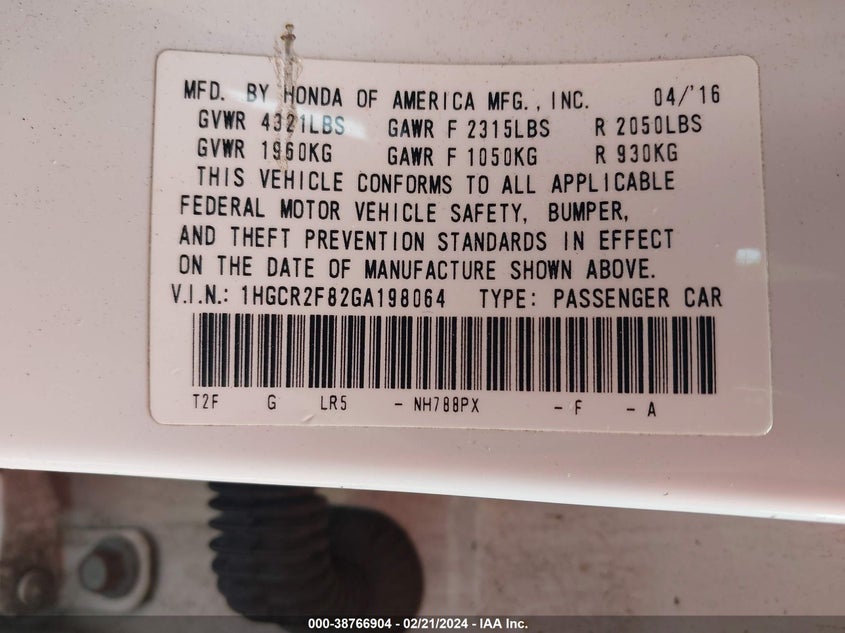 MFD. BY HONDA OF AMERICA MFG., INC. 04/'16
GVWR 4321LBS GAWR F 2315LBS R 2050LBS
GVWR 1960KG GAWR F 1050KG R 930KG
THIS VEHICLE CONFORMS TO ALL APPLICABLE
FEDERAL MOTOR VEHICLE SAFETY, BUMPER,
AND THEFT PREVENTION STANDARDS IN EFFECT
ON THE DATE OF MANUFACTURE SHOWN ABOVE.
V.I.N.: 1HGCR2F82GA198064 TYPE: PASSENGER CAR
T2F G LR5 - NH788PX - F - A
000-38766904 - 02/21/2024 - IAA Inc.